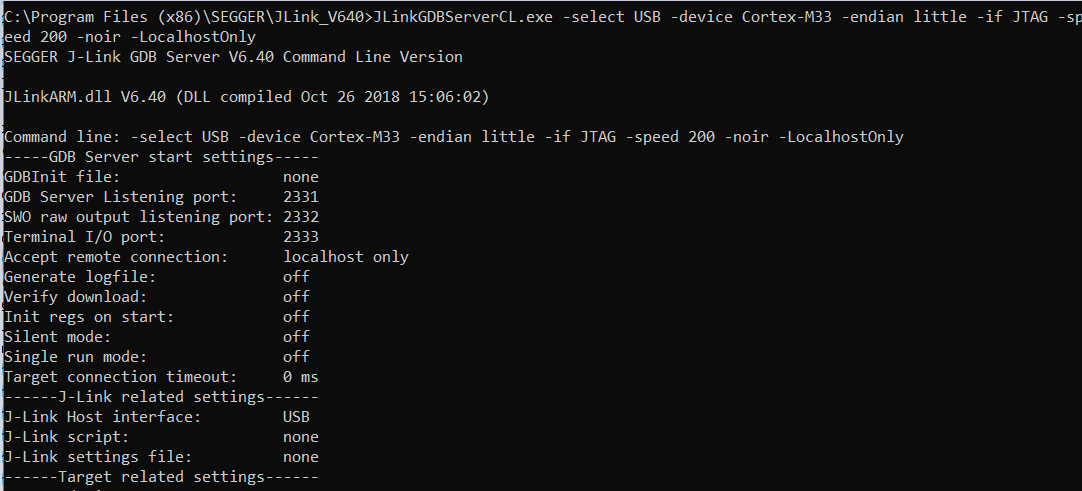 C:\Program Files (x86)\SEGGER\JLink_V640>JLinkGDBServerCL.exe -select USB -device Cortex-M33 -endian little -if JTAG -sp
eed 200 -noir -LocalhostOnly
SEGGER J-Link GDB Server V6.40 Command Line Version
JLinkARM.dll V6.40 (DLL compiled Oct 26 2018 15:06:02)
Command line: -select USB -device Cortex-M33 -endian little -if JTAG -speed 200 -noir -LocalhostOnly
-----GDB Server start settings-----
GDBInit file:                  none
GDB Server Listening port:     2331
SWO raw output listening port: 2332
Terminal I/O port:             2333
Accept remote connection:      localhost only
Generate logfile:              off
Verify download:               off
Init regs on start:            off
Silent mode:                   off
Single run mode:               off
Target connection timeout:     0 ms
------J-Link related settings------
J-Link Host interface:         USB
J-Link script:                 none
J-Link settings file:          none
------Target related settings------